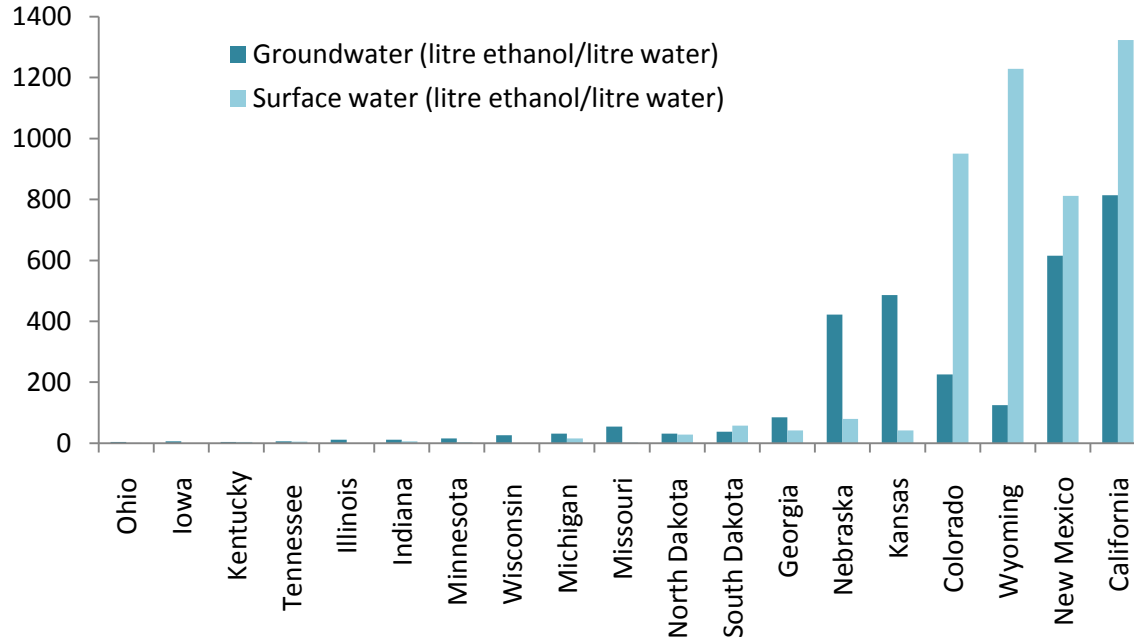 1400
1200
1000
800
600
400
200
0
Groundwater (litre ethanol/litre water)
Surface water (litre ethanol/litre water)
Ohio
Iowa
Kentucky
Tennessee
Illinois
Indiana
Minnesota
Wisconsin
Michigan
Missouri
North Dakota
South Dakota
Georgia
Nebraska
Kansas
Colorado
Wyoming
New Mexico
California